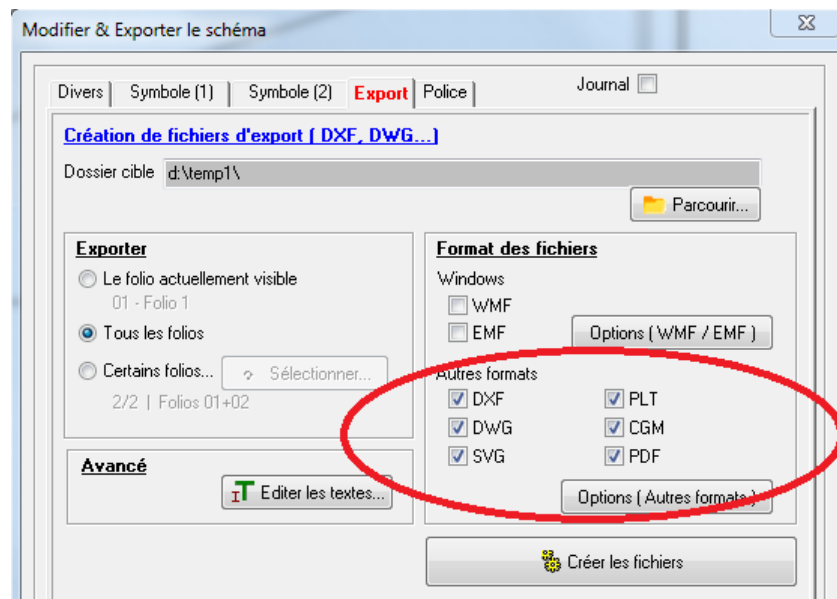 Modifier & Exporter le schéma
Divers Symbole (1) Symbole (2) Export Police Journal
Création de fichiers d'export ( DXF, DWG...)
Dossier cible d:\temp1\
Parcourir...
Exporter
Le folio actuellement visible
01 - Folio 1
Tous les folios
Certains folios... Sélectionner...
2/2 | Folios 01+02
Avancé
Editer les textes...
Format des fichiers
Windows
WMF
EMF Options ( WMF / EMF )
Autres formats
DXF PLT
DWG CGM
SVG PDF
Options ( Autres formats )
Créer les fichiers